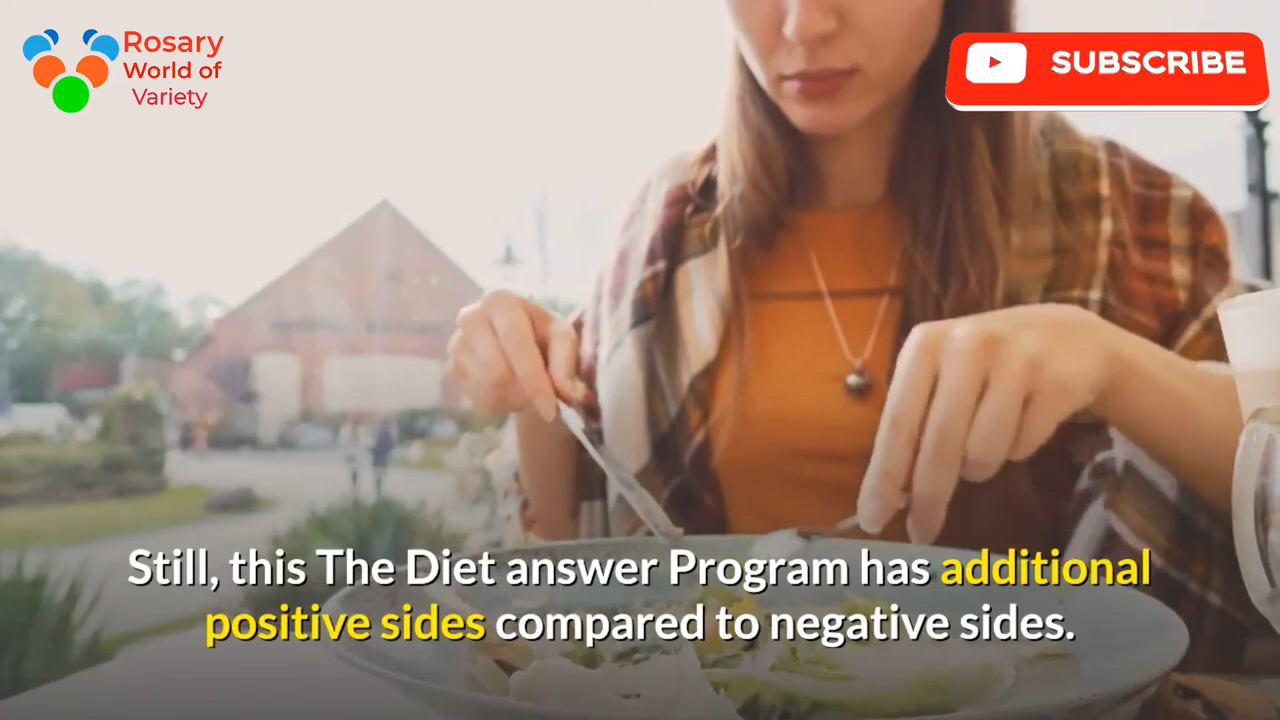 Rosary
World of
Variety
SUBSCRIBE
Still, this The Diet answer Program has additional
positive sides compared to negative sides.